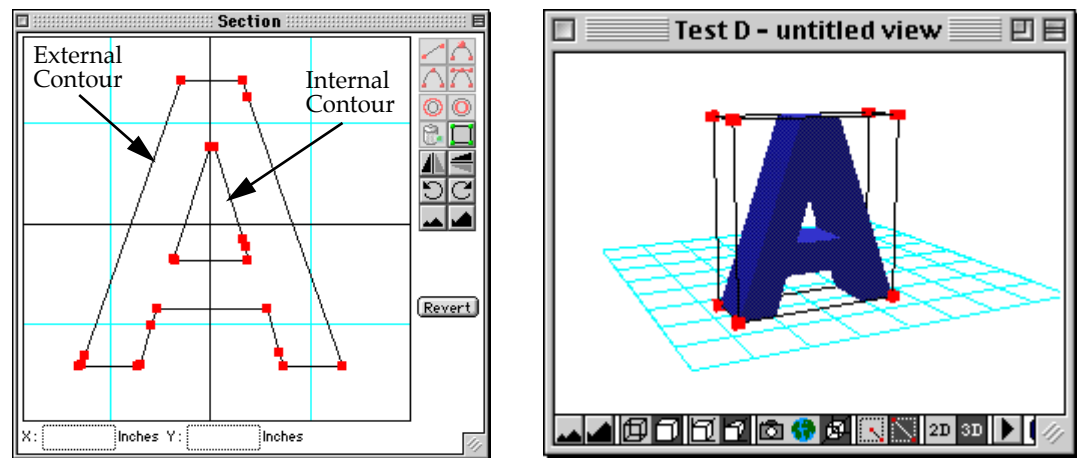 Section
External
Contour
Internal
Contour
Revert
X: Inches Y: Inches
Test D - untitled view
2D 3D